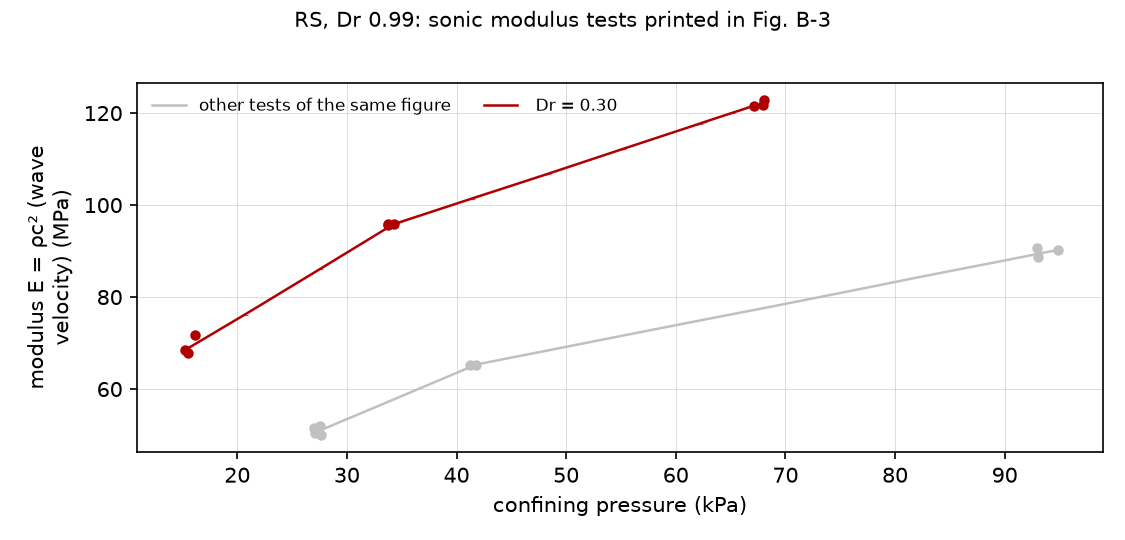 RS, Dr 0.99: sonic modulus tests printed in Fig. B-3
other tests of the same figure
Dr = 0.30
modulus E = ρc² (wave
velocity) (MPa)
120
100
80
60
20 30 40 50 60 70 80 90
confining pressure (kPa)